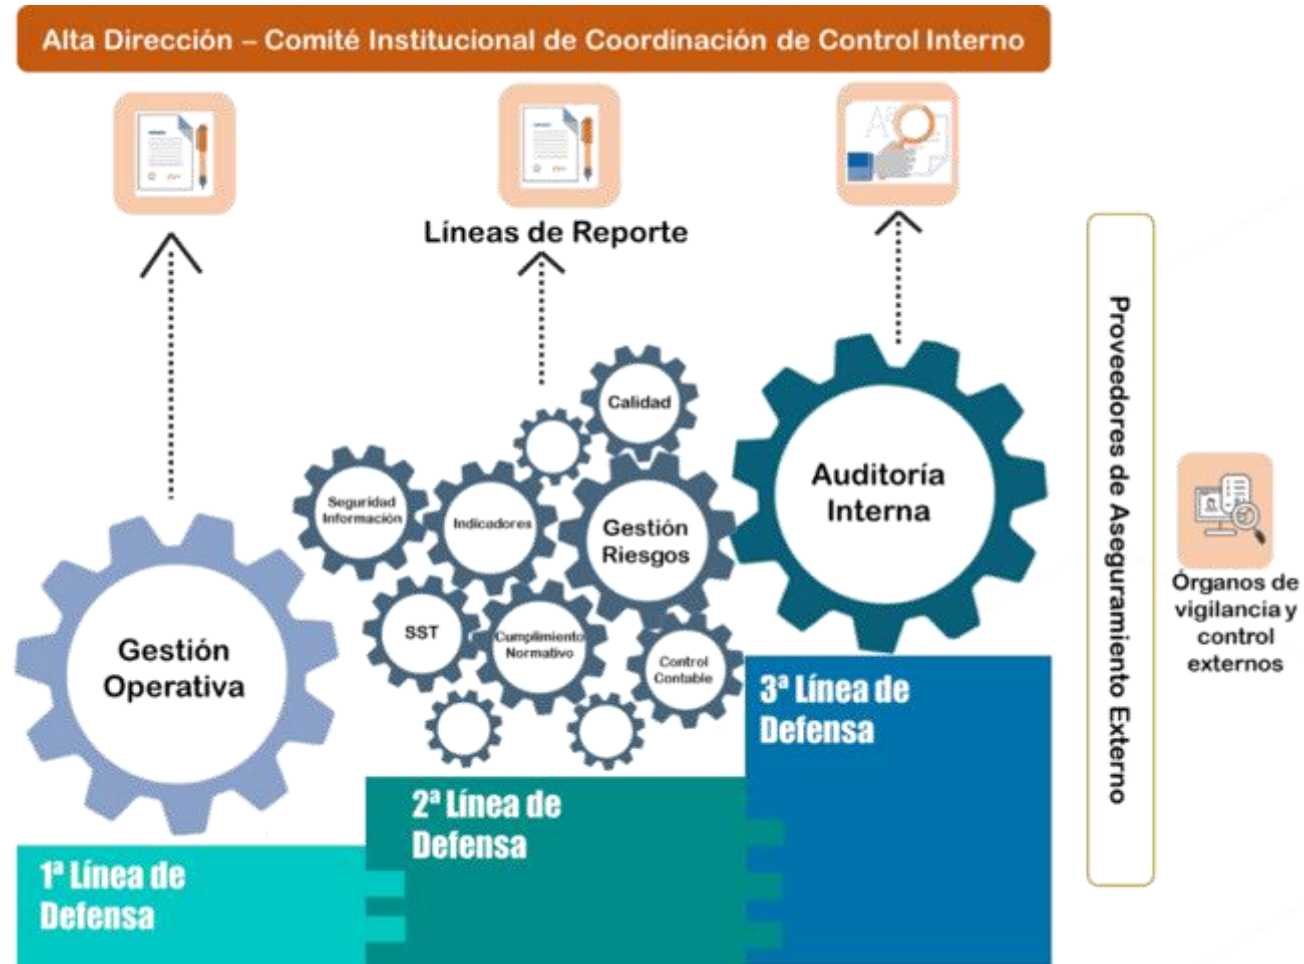 Alta Dirección – Comité Institucional de Coordinación de Control Interno
Líneas de Reporte
Calidad
Seguridad
Información
Indicadores
Gestión
Riesgos
Auditoría
Interna
SST
Cumplimiento
Normativo
Control
Contable
Gestión
Operativa
1ª Línea de
Defensa
2ª Línea de
Defensa
3ª Línea de
Defensa
Proveedores de Aseguramiento Externo
Órganos de
vigilancia y
control
externos